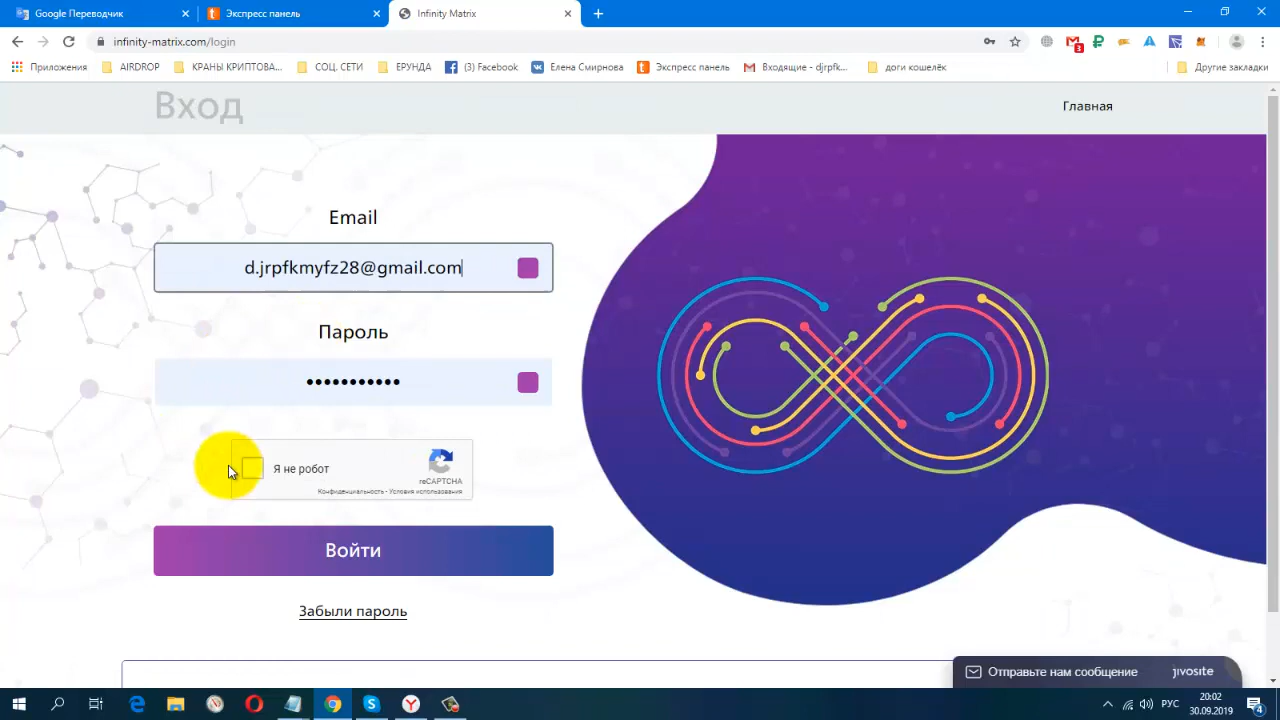 Google Переводчик
Экспресс панель
Infinity Matrix
infinity-matrix.com/login
3
Приложения
AIRDROP
КРАНЫ КРИПТОВА...
СОЦ. СЕТИ
ЕРУНДА
(3) Facebook
Елена Смирнова
Экспресс панель
Входящие - djrpfk...
доги кошелёк
Другие закладки
Вход
Главная
Email
d.jrpfkmyfz28@gmail.com
Пароль
Я не робот
reCAPTCHA
Конфиденциальность - Условия использования
Войти
Забыли пароль
Отправьте нам сообщение
jivosite
РУС
20:02
30.09.2019
4